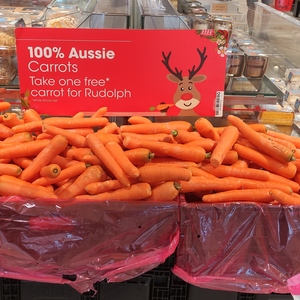 100% Aussie
Carrots
Take one free*
carrot for Rudolph